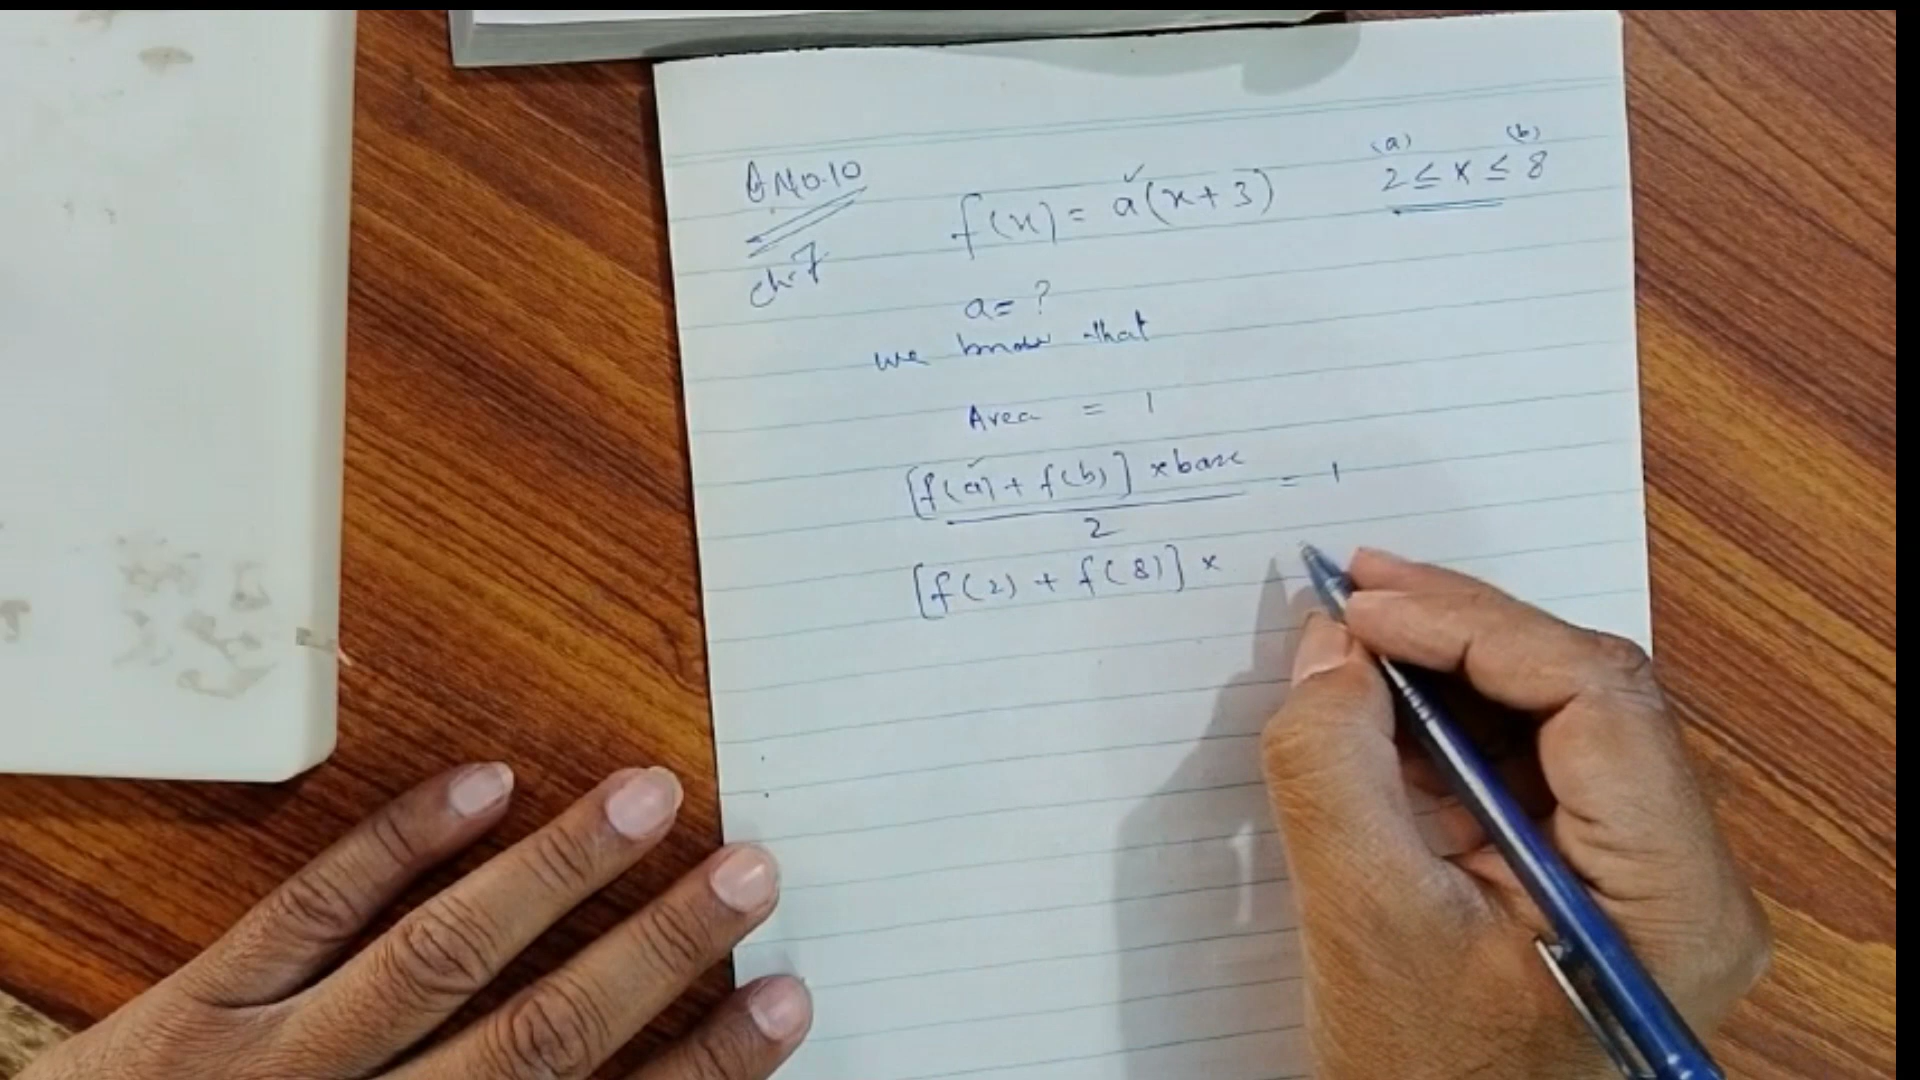 Q.No.10
f(x) = a(x+3)
(a) (b)
2 ≤ x ≤ 8
ch-7
a = ?
we know that
Area = 1
[f(a) + f(b)] x base = 1
2
[f(2) + f(8)] x